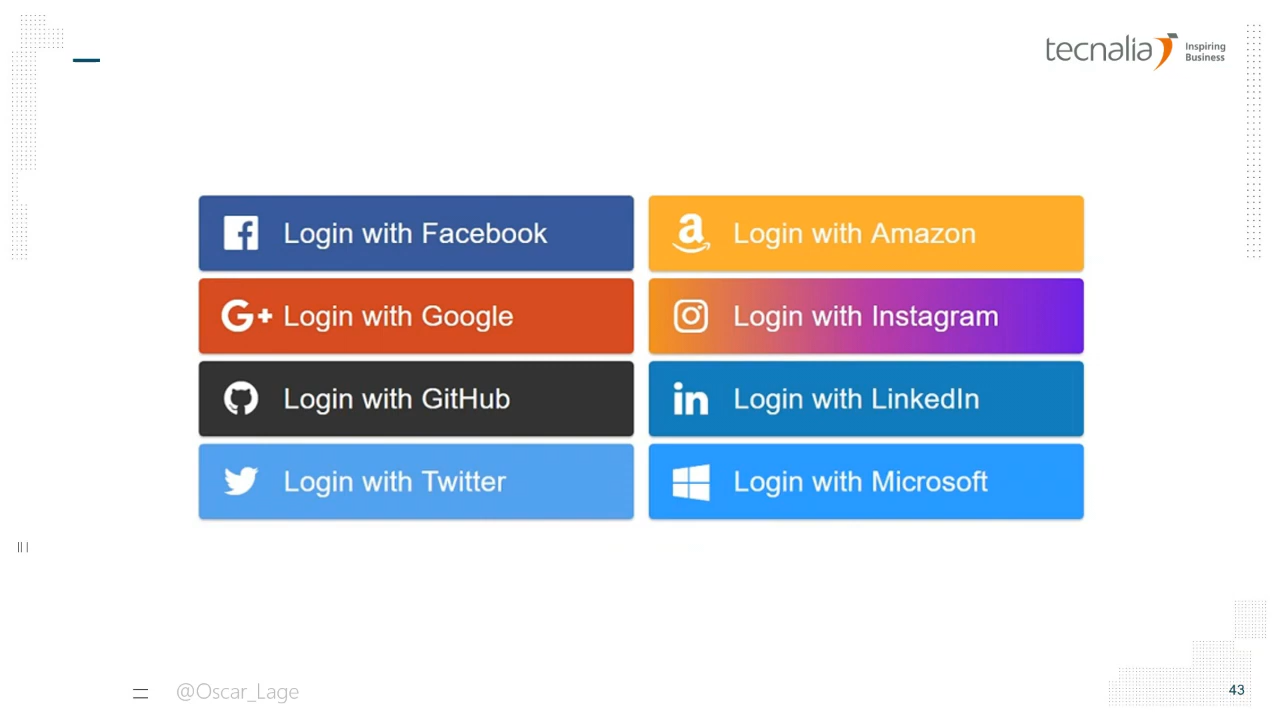 tecnalia Inspiring
Business
Login with Facebook
Login with Amazon
Login with Google
Login with Instagram
Login with GitHub
Login with LinkedIn
Login with Twitter
Login with Microsoft
@Oscar_Lage
43